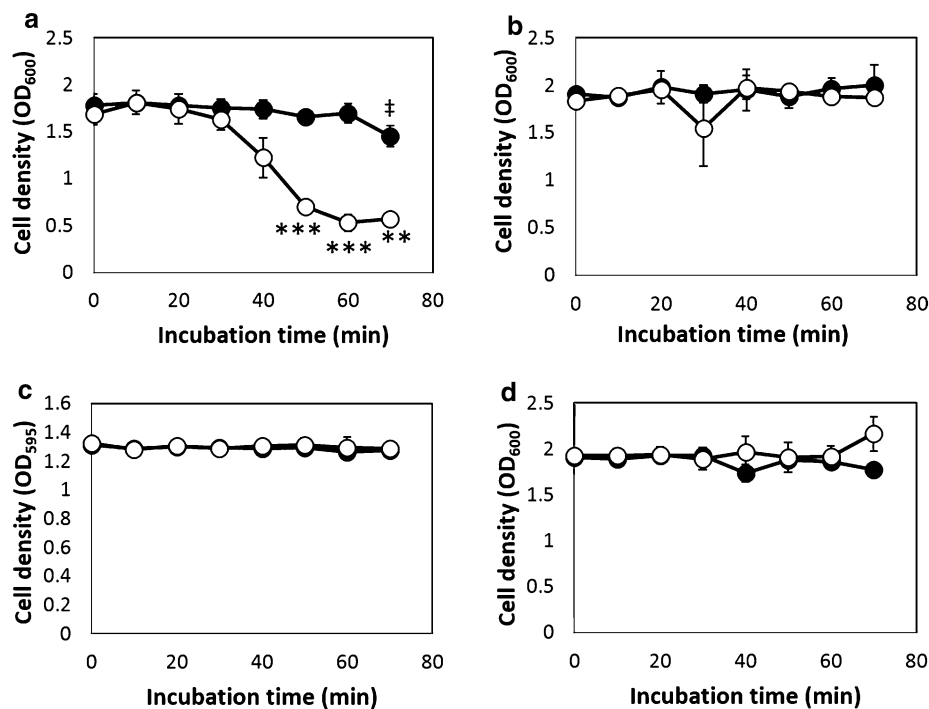 a
2.5
2
1.5
1
0.5
0
0 20 40 60 80
Incubation time (min)
Cell density (OD600)
‡
***
***
**
b
2.5
2
1.5
1
0.5
0
0 20 40 60 80
Incubation time (min)
Cell density (OD600)
c
1.6
1.4
1.2
1
0.8
0.6
0.4
0.2
0
0 20 40 60 80
Incubation time (min)
Cell density (OD595)
d
2.5
2
1.5
1
0.5
0
0 20 40 60 80
Incubation time (min)
Cell density (OD600)